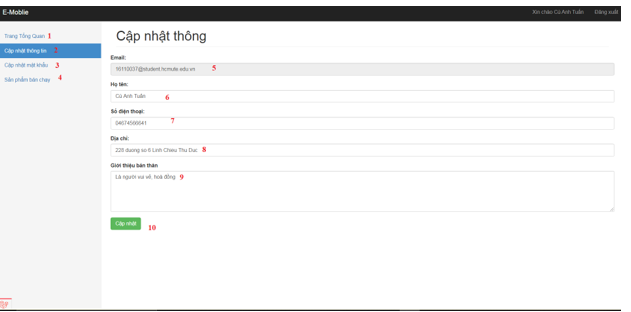 E-Moblie
Xin chào Cù Anh Tuấn Đăng xuất
Trang Tổng Quan 1
Cập nhật thông tin 2
Cập nhật mật khẩu 3
Sản phẩm bán chạy 4
Cập nhật thông
Email:
16110037@student.hcmute.edu.vn 5
Họ tên:
Cù Anh Tuấn 6
Số điện thoại:
04674566641 7
Địa chỉ:
228 duong so 6 Linh Chieu Thu Duc 8
Giới thiệu bản thân
Là người vui vẻ, hoà đồng 9
Cập nhật 10